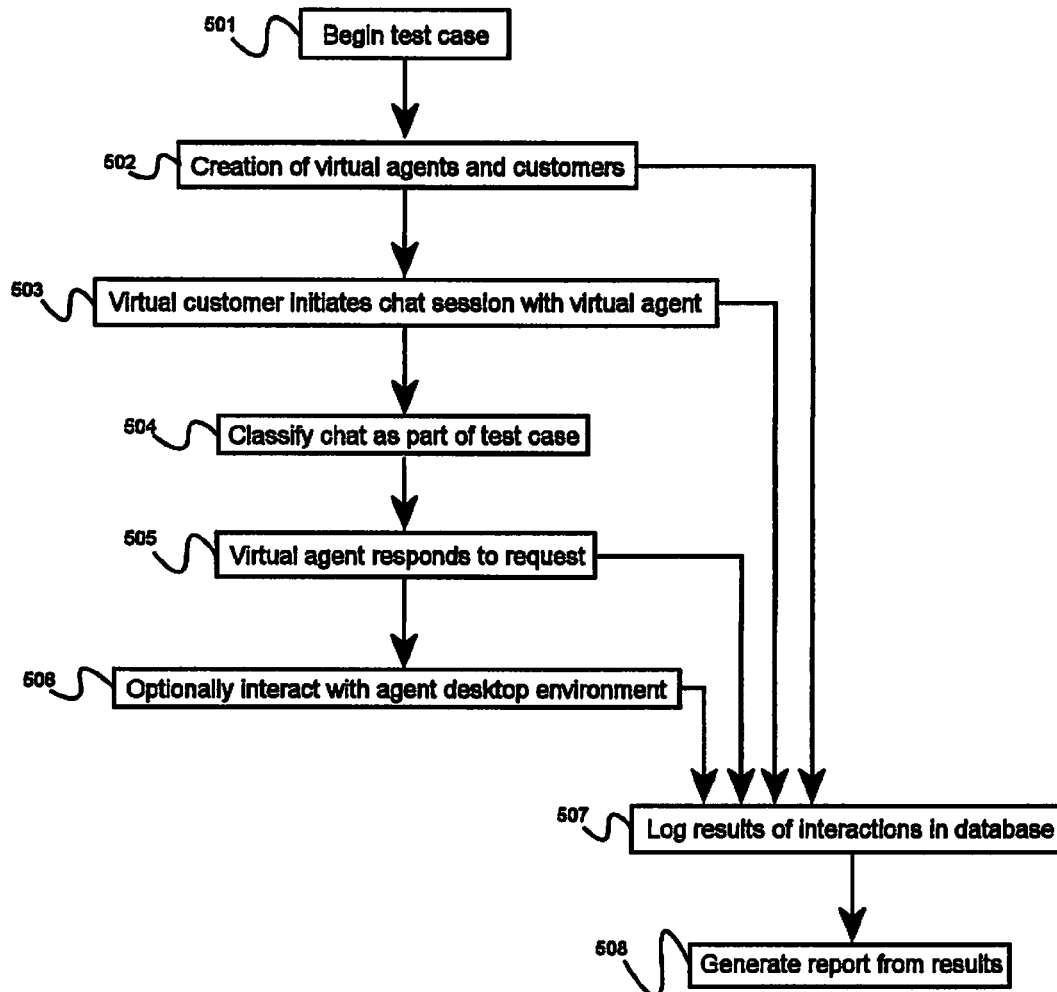 501 Begin test case
502 Creation of virtual agents and customers
503 Virtual customer initiates chat session with virtual agent
504 Classify chat as part of test case
505 Virtual agent responds to request
506 Optionally interact with agent desktop environment
507 Log results of interactions in database
508 Generate report from results